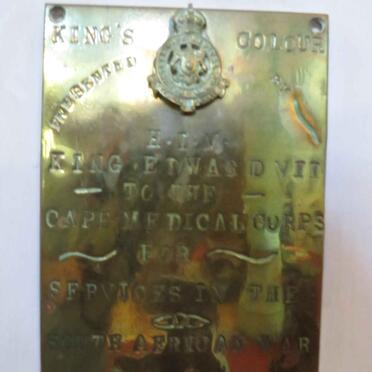 KING'S COLOUR
PRESENTED BY
H.I.M.
KING EDWARD VII
TO THE
CAPE MEDICAL CORPS
FOR
SERVICES IN THE
SOUTH AFRICAN WAR